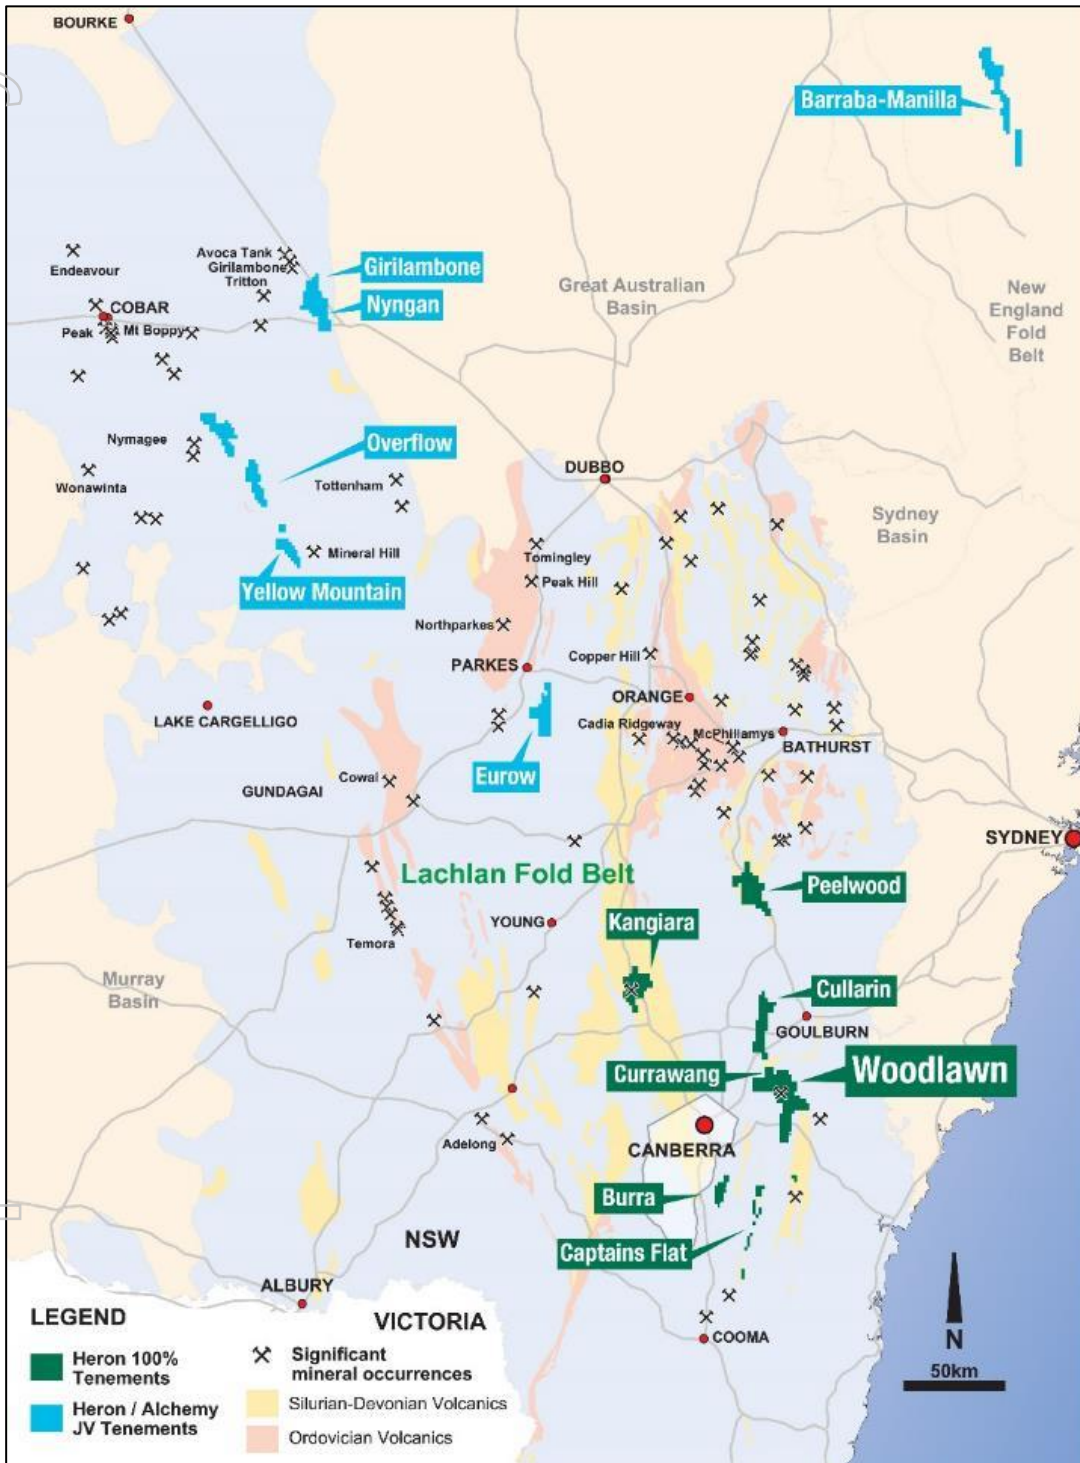 BOURKE
Barraba-Manilla
Avoca Tank
Girilambone
Tritton
Endeavour
Girilambone
Nyngan
Great Australian
Basin
New
England
Fold
Belt
COBAR
Peak
Mt Boppy
Nymagee
Overflow
Wonawinta
Tottenham
DUBBO
Sydney
Basin
Mineral Hill
Tomingley
Peak Hill
Yellow Mountain
Northparkes
PARKES
Copper Hill
LAKE CARGELLIGO
ORANGE
Cadia Ridgeway
McPhillamys
BATHURST
Eurow
Cowal
GUNDAGAI
SYDNEY
Lachlan Fold Belt
Peelwood
YOUNG
Kangiara
Temora
Murray
Basin
Cullarin
GOULBURN
Currawang
Woodlawn
CANBERRA
Adelong
Burra
NSW
Captains Flat
ALBURY
VICTORIA
COOMA
LEGEND
Heron 100%
Tenements
Heron / Alchemy
JV Tenements
Significant
mineral occurrences
Silurian-Devonian Volcanics
Ordovician Volcanics
N
50km